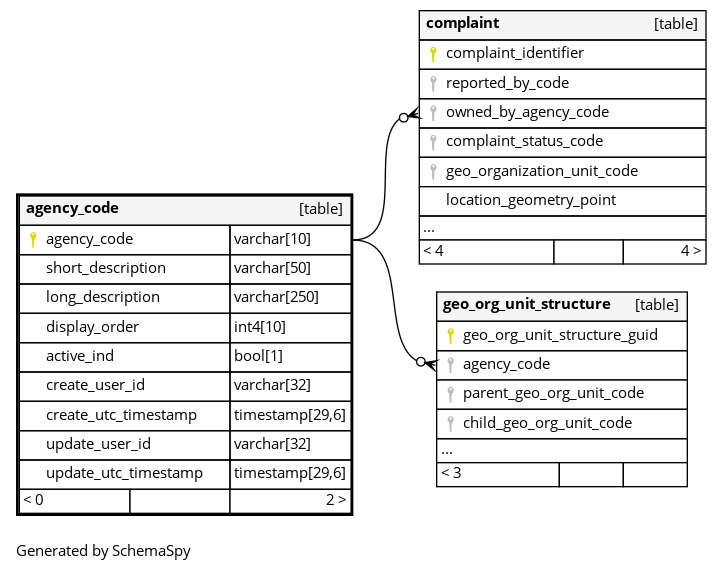 complaint [table]
complaint_identifier
reported_by_code
owned_by_agency_code
complaint_status_code
geo_organization_unit_code
location_geometry_point
...
< 4 4 >
agency_code [table]
agency_code varchar[10]
short_description varchar[50]
long_description varchar[250]
display_order int4[10]
active_ind bool[1]
create_user_id varchar[32]
create_utc_timestamp timestamp[29,6]
update_user_id varchar[32]
update_utc_timestamp timestamp[29,6]
< 0 2 >
geo_org_unit_structure [table]
geo_org_unit_structure_guid
agency_code
parent_geo_org_unit_code
child_geo_org_unit_code
...
< 3
Generated by SchemaSpy